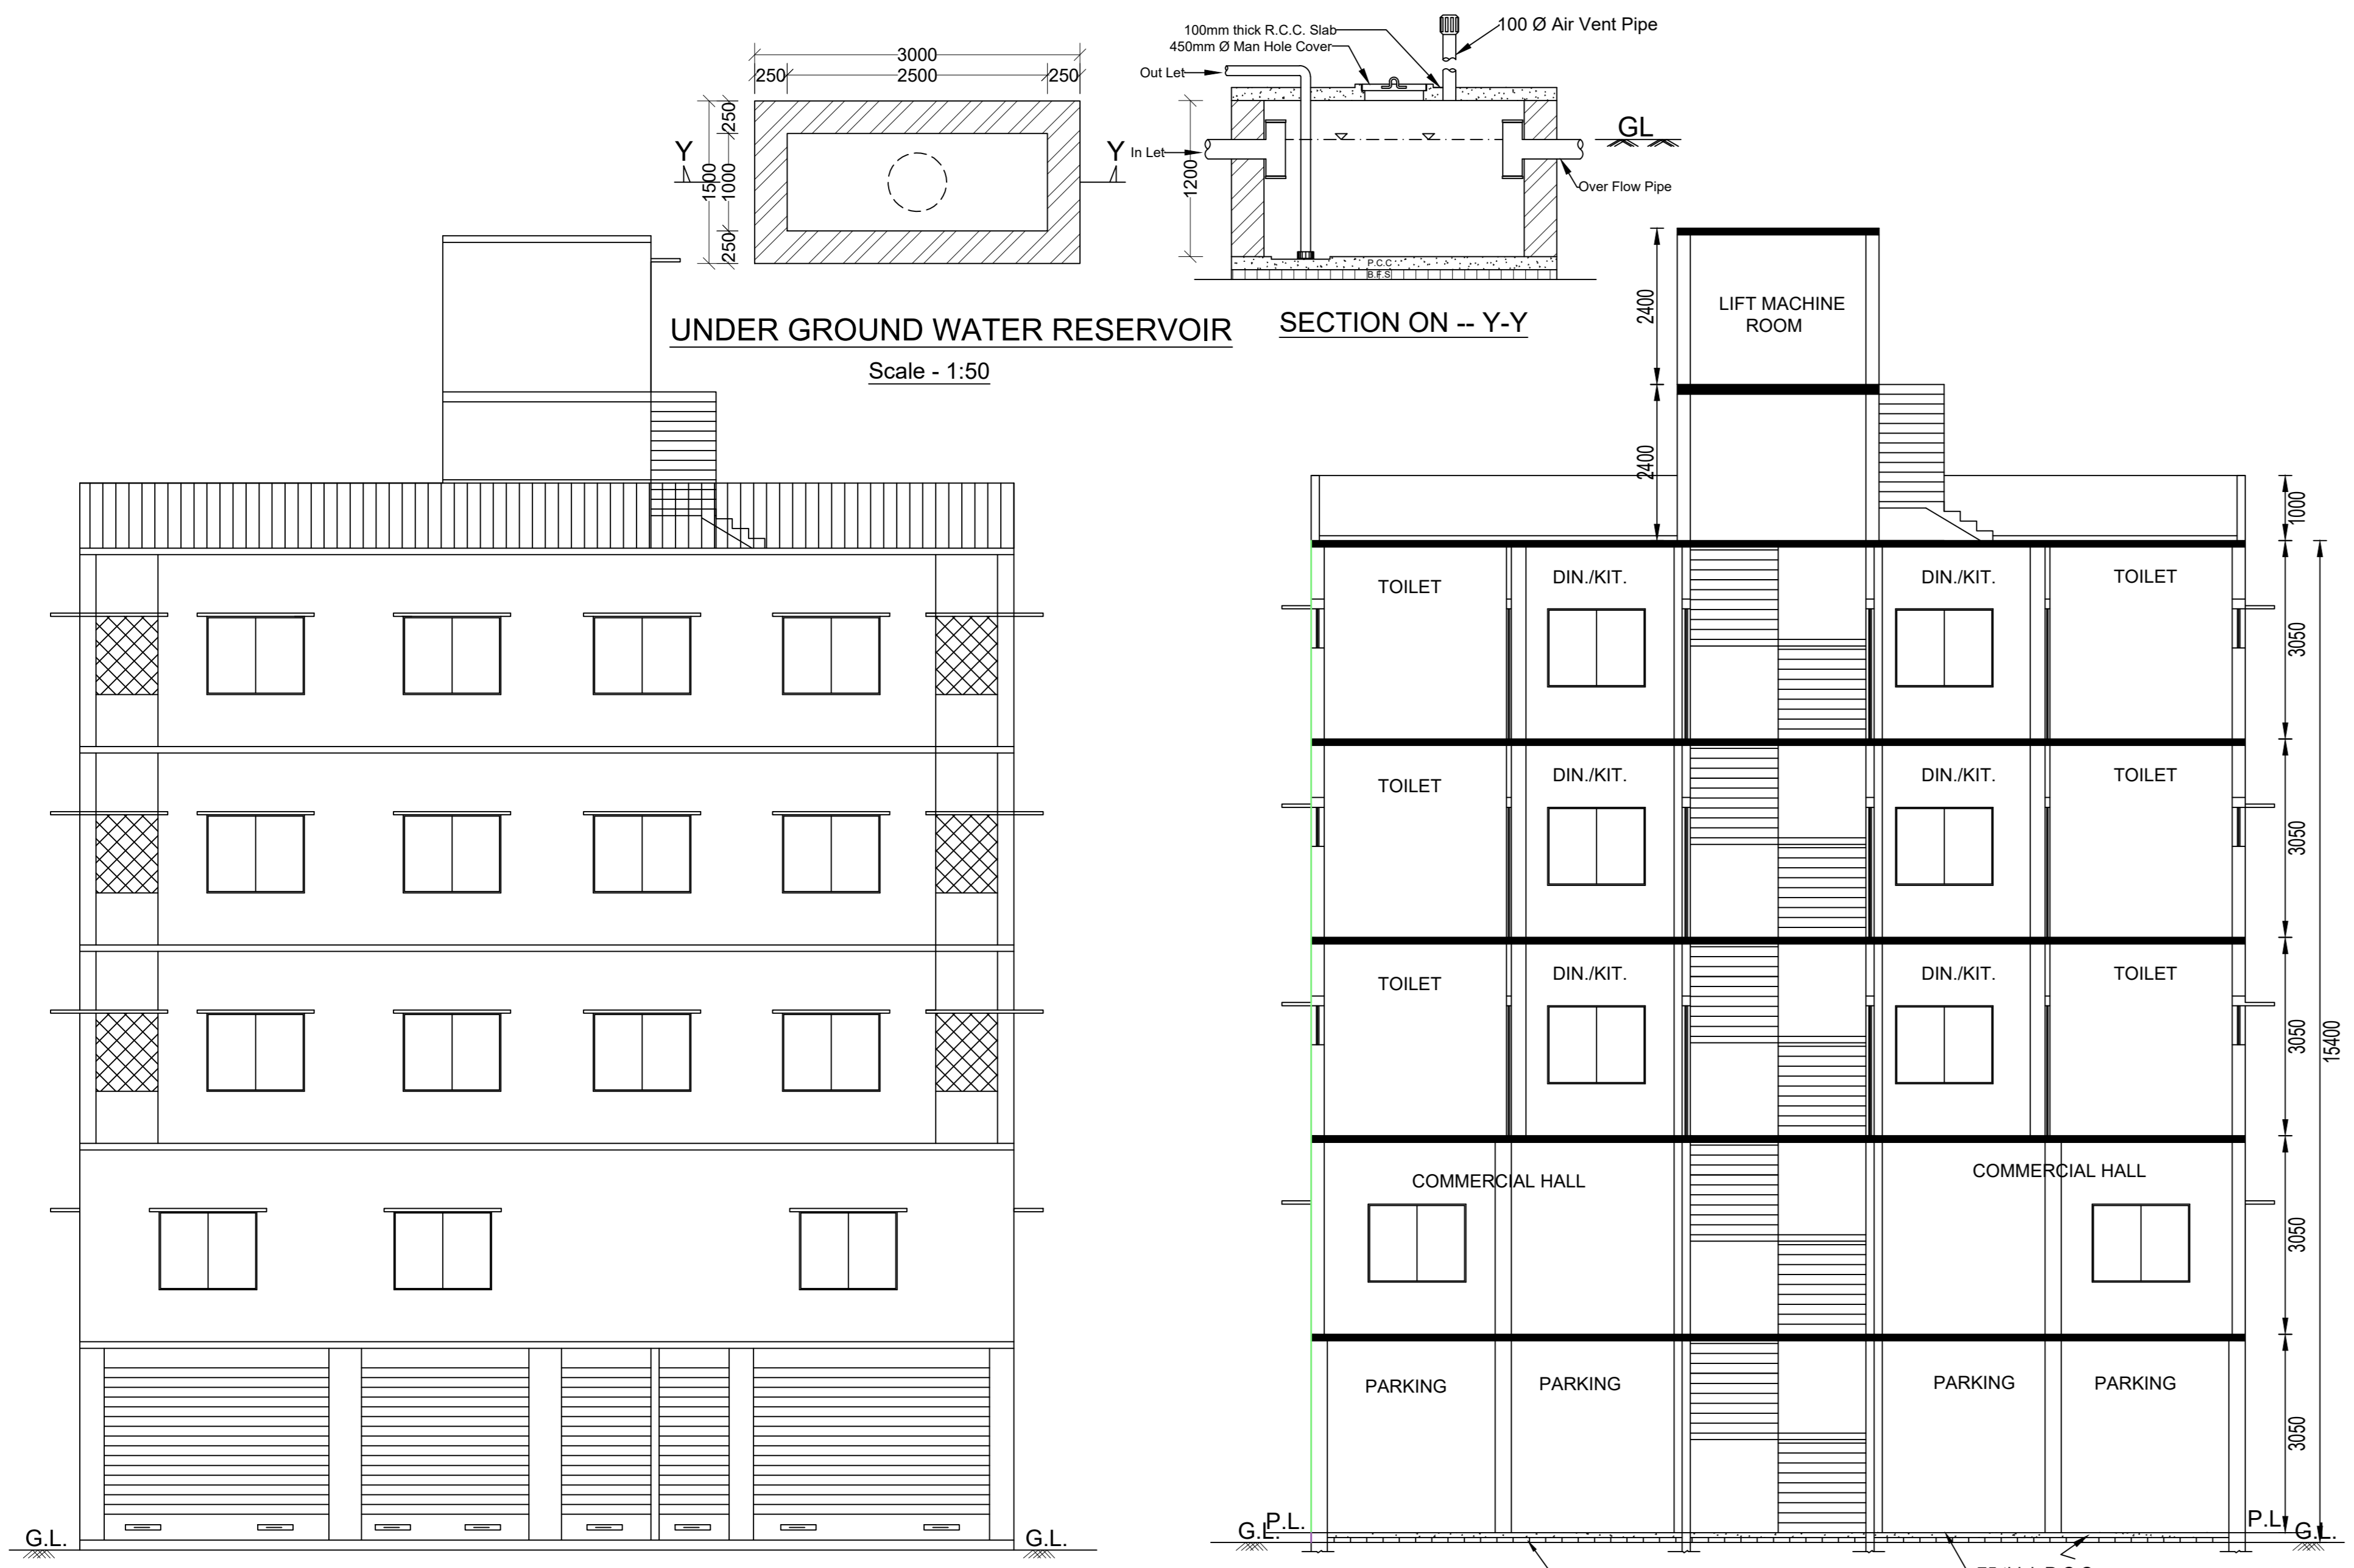 100mm thick R.C.C. Slab
450mm Ø Man Hole Cover
100 Ø Air Vent Pipe
Out Let
In Let
GL
Over Flow Pipe
1200
P.C.C
B.F.S
3000
250 2500 250
250
1500 1000
250
Y Y
UNDER GROUND WATER RESERVOIR
Scale - 1:50
SECTION ON -- Y-Y
G.L. G.L.
2400
LIFT MACHINE
ROOM
2400
1000
TOILET DIN./KIT. DIN./KIT. TOILET
3050
TOILET DIN./KIT. DIN./KIT. TOILET
3050
TOILET DIN./KIT. DIN./KIT. TOILET
3050
15400
COMMERCIAL HALL COMMERCIAL HALL
3050
PARKING PARKING PARKING PARKING
3050
G.L. P.L. P.L. G.L.